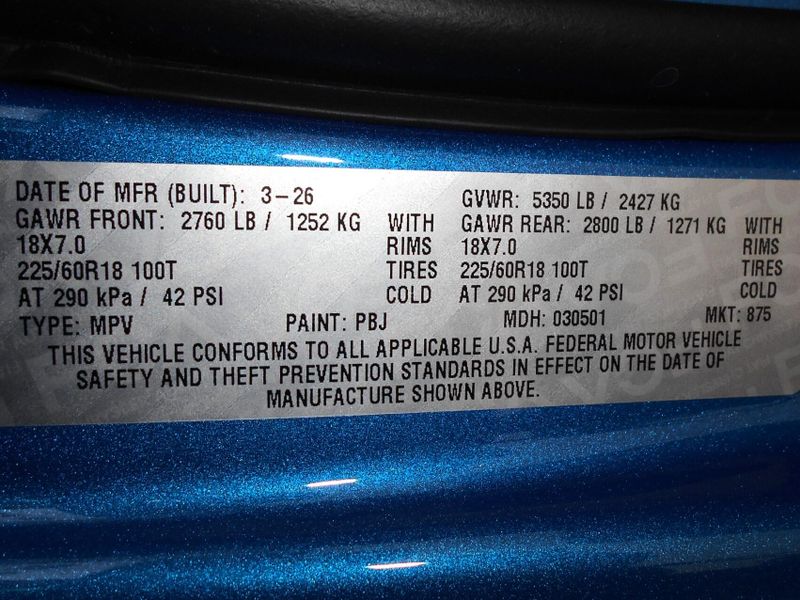 DATE OF MFR (BUILT): 3-26 GVWR: 5350 LB / 2427 KG
GAWR FRONT: 2760 LB / 1252 KG WITH GAWR REAR: 2800 LB / 1271 KG WITH
18X7.0 RIMS 18X7.0 RIMS
225/60R18 100T TIRES 225/60R18 100T TIRES
AT 290 kPa / 42 PSI COLD AT 290 kPa / 42 PSI COLD
TYPE: MPV PAINT: PBJ MDH: 030501 MKT: 875
THIS VEHICLE CONFORMS TO ALL APPLICABLE U.S.A. FEDERAL MOTOR VEHICLE
SAFETY AND THEFT PREVENTION STANDARDS IN EFFECT ON THE DATE OF
MANUFACTURE SHOWN ABOVE.